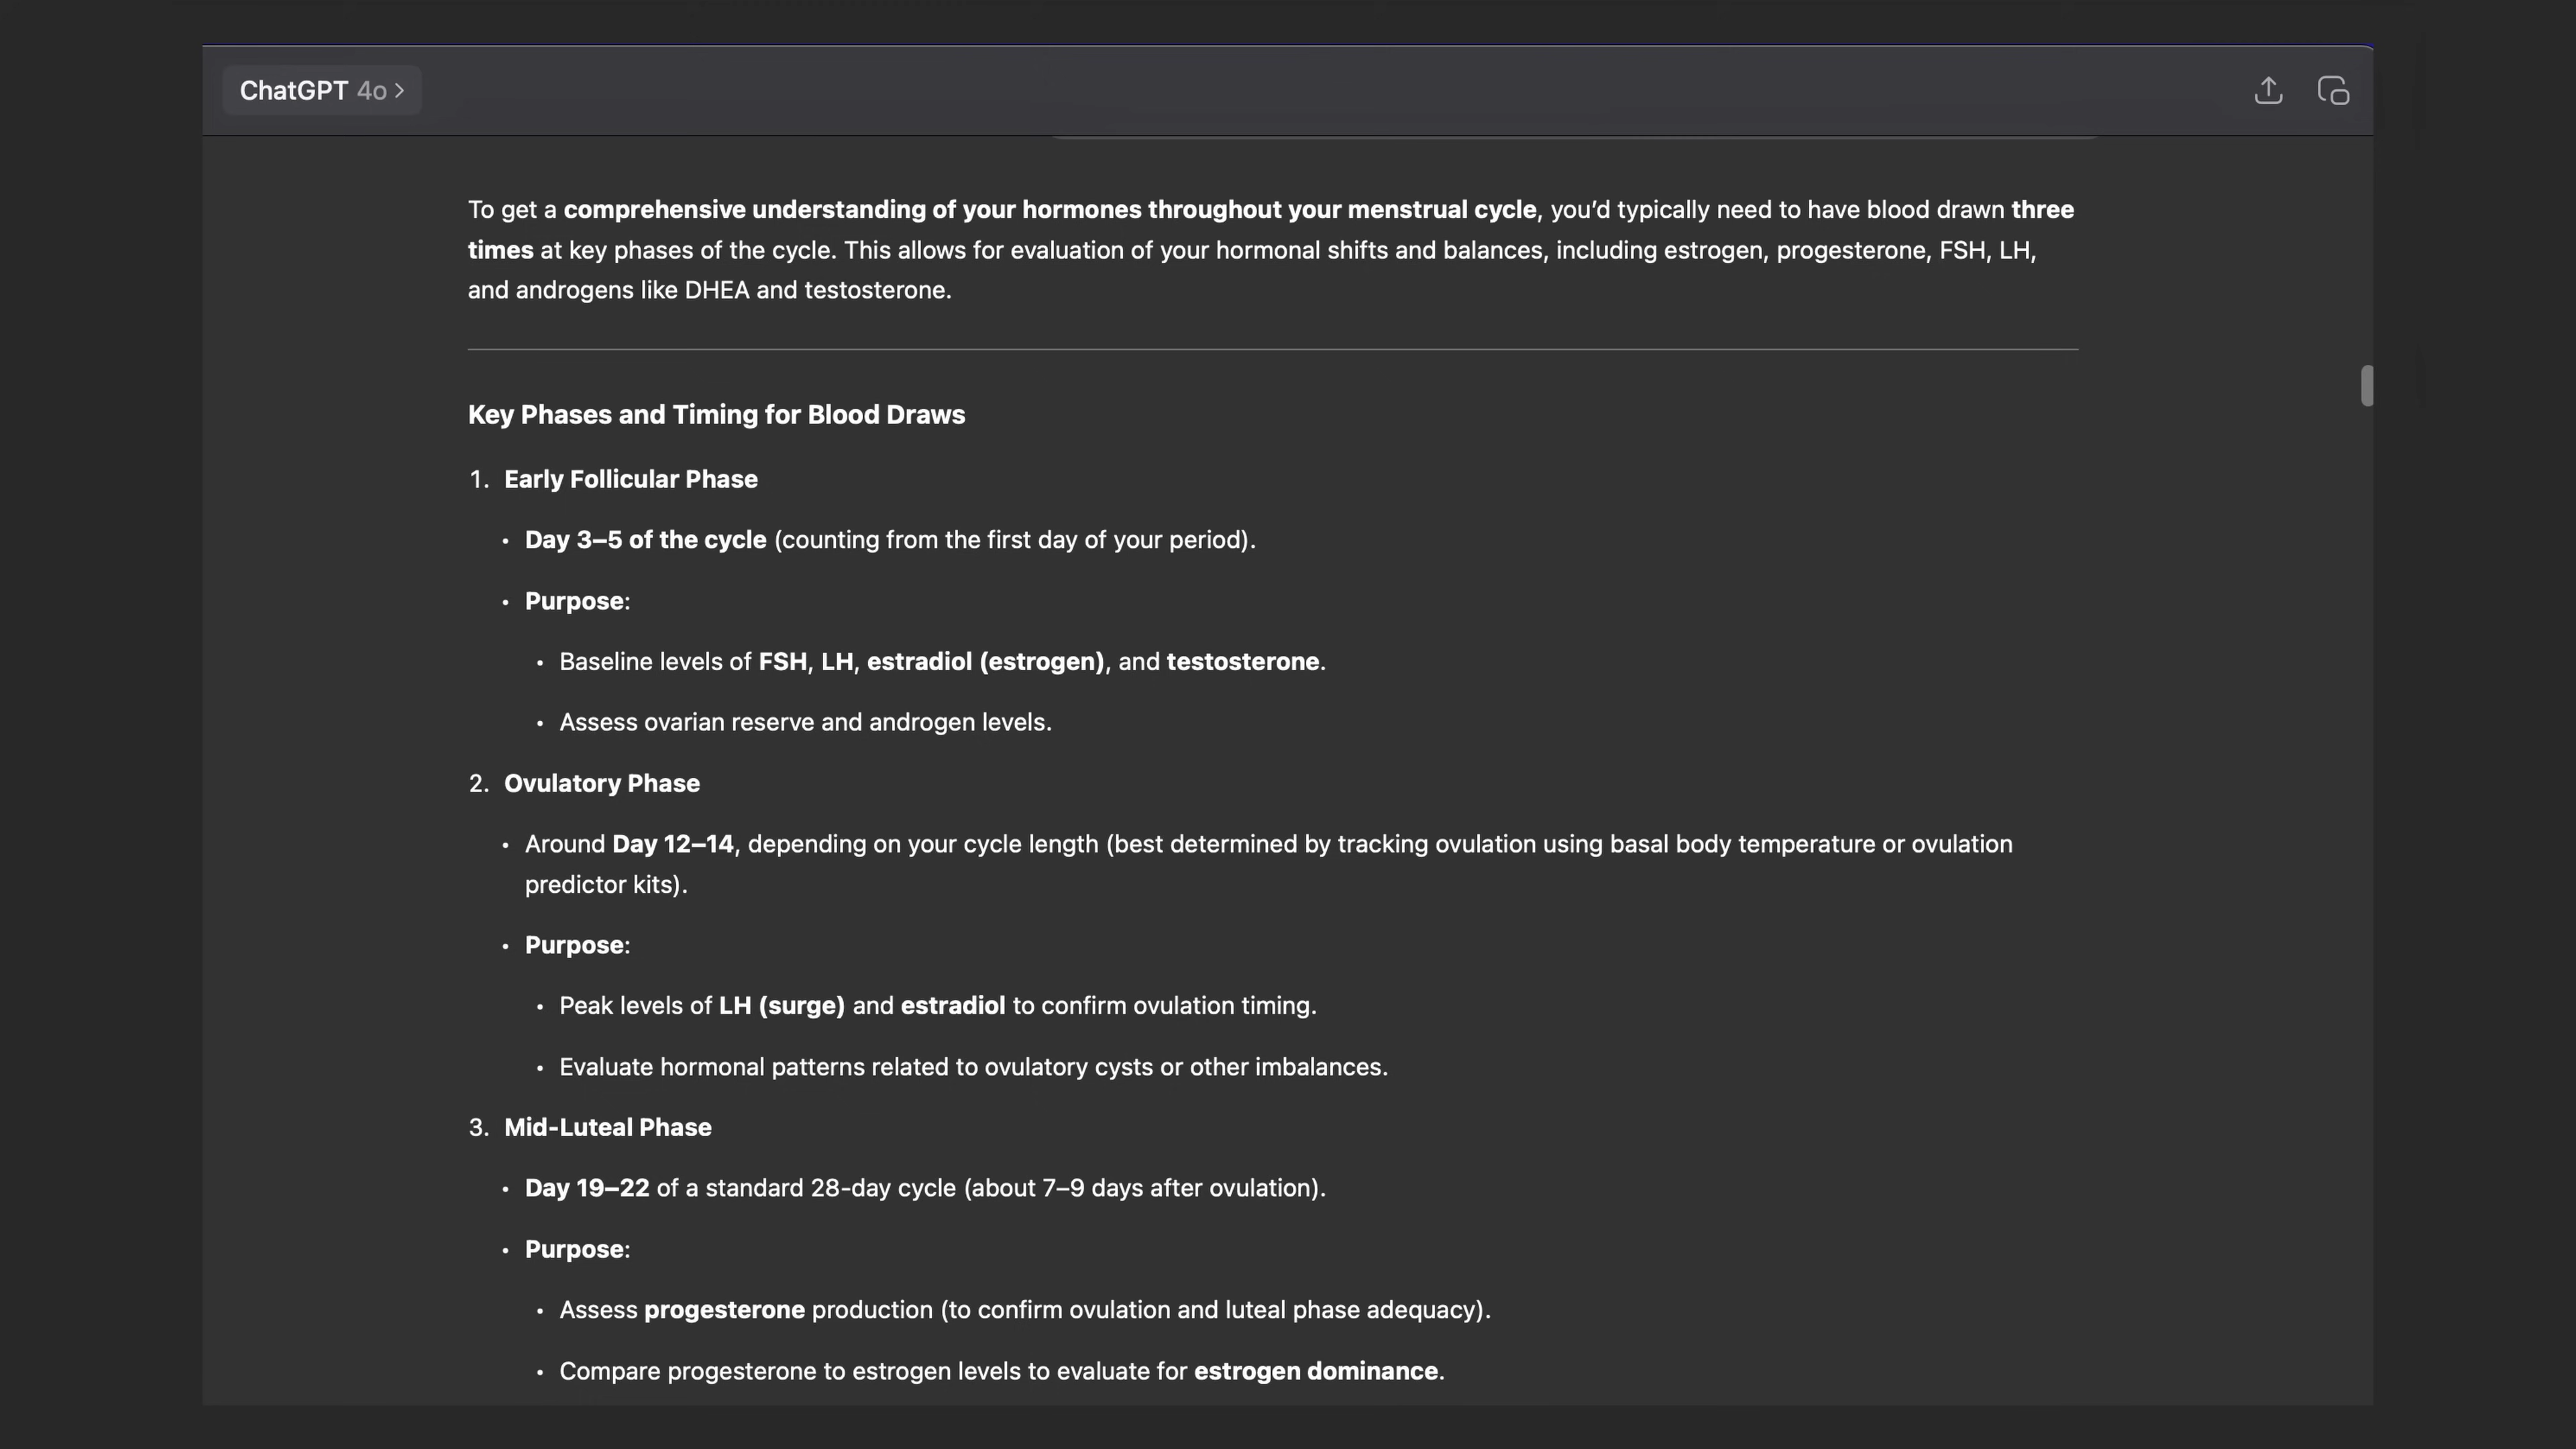 ChatGPT 4o >
To get a comprehensive understanding of your hormones throughout your menstrual cycle, you’d typically need to have blood drawn three
times at key phases of the cycle. This allows for evaluation of your hormonal shifts and balances, including estrogen, progesterone, FSH, LH,
and androgens like DHEA and testosterone.
Key Phases and Timing for Blood Draws
1. Early Follicular Phase
• Day 3–5 of the cycle (counting from the first day of your period).
• Purpose:
• Baseline levels of FSH, LH, estradiol (estrogen), and testosterone.
• Assess ovarian reserve and androgen levels.
2. Ovulatory Phase
• Around Day 12–14, depending on your cycle length (best determined by tracking ovulation using basal body temperature or ovulation
predictor kits).
• Purpose:
• Peak levels of LH (surge) and estradiol to confirm ovulation timing.
• Evaluate hormonal patterns related to ovulatory cysts or other imbalances.
3. Mid-Luteal Phase
• Day 19–22 of a standard 28-day cycle (about 7–9 days after ovulation).
• Purpose:
• Assess progesterone production (to confirm ovulation and luteal phase adequacy).
• Compare progesterone to estrogen levels to evaluate for estrogen dominance.